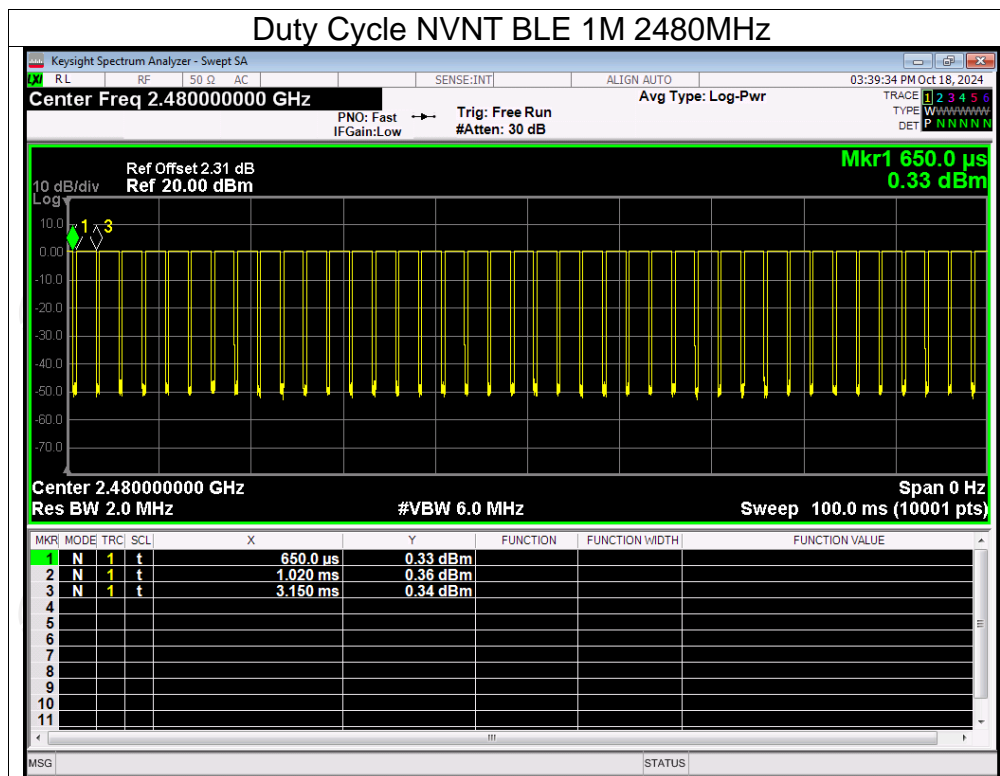 Duty Cycle NVNT BLE 1M 2480MHz
Keysight Spectrum Analyzer - Swept SA
LXI RL RF 50 Ω AC SENSE:INT ALIGN AUTO 03:39:34 PM Oct 18, 2024
Center Freq 2.480000000 GHz Avg Type: Log-Pwr TRACE 1 2 3 4 5 6
PNO: Fast Trig: Free Run TYPE WWWWWW
IFGain:Low #Atten: 30 dB DET P N N N N N
Mkr1 650.0 µs
Ref Offset 2.31 dB
10 dB/div Ref 20.00 dBm 0.33 dBm
Log
10.0 1 3
0.00
-10.0
-20.0
-30.0
-40.0
-50.0
-60.0
-70.0
Center 2.480000000 GHz Span 0 Hz
Res BW 2.0 MHz #VBW 6.0 MHz Sweep 100.0 ms (10001 pts)
MKR MODE TRC SCL X Y FUNCTION FUNCTION WIDTH FUNCTION VALUE
1 N 1 t 650.0 µs 0.33 dBm
2 N 1 t 1.020 ms 0.36 dBm
3 N 1 t 3.150 ms 0.34 dBm
4
5
6
7
8
9
10
11
MSG STATUS